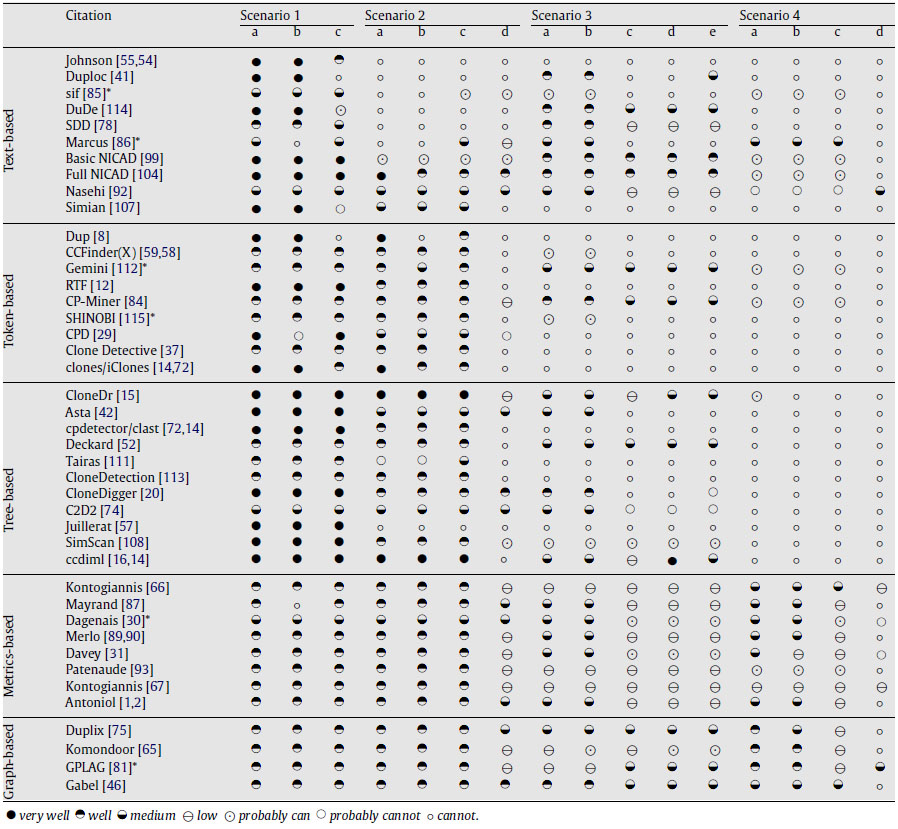 Citation Scenario 1 Scenario 2 Scenario 3 Scenario 4
a b c a b c d a b c d e a b c d
Text-based
Johnson [55,54]
Duploc [41]
sif [85]*
DuDe [114]
SDD [78]
Marcus [86]*
Basic NICAD [99]
Full NICAD [104]
Nasehi [92]
Simian [107]
Token-based
Dup [8]
CCFinder(X) [59,58]
Gemini [112]*
RTF [12]
CP-Miner [84]
SHINOBI [115]*
CPD [29]
Clone Detective [37]
clones/iClones [14,72]
Tree-based
CloneDr [15]
Asta [42]
cpdetector/clast [72,14]
Deckard [52]
Tairas [111]
CloneDetection [113]
CloneDigger [20]
C2D2 [74]
Juillerat [57]
SimScan [108]
ccdiml [16,14]
Metrics-based
Kontogiannis [66]
Mayrand [87]
Dagenais [30]*
Merlo [89,90]
Davey [31]
Patenaude [93]
Kontogiannis [67]
Antoniol [1,2]
Graph-based
Duplix [75]
Komondoor [65]
GPLAG [81]*
Gabel [46]
very well well medium low probably can probably cannot cannot.